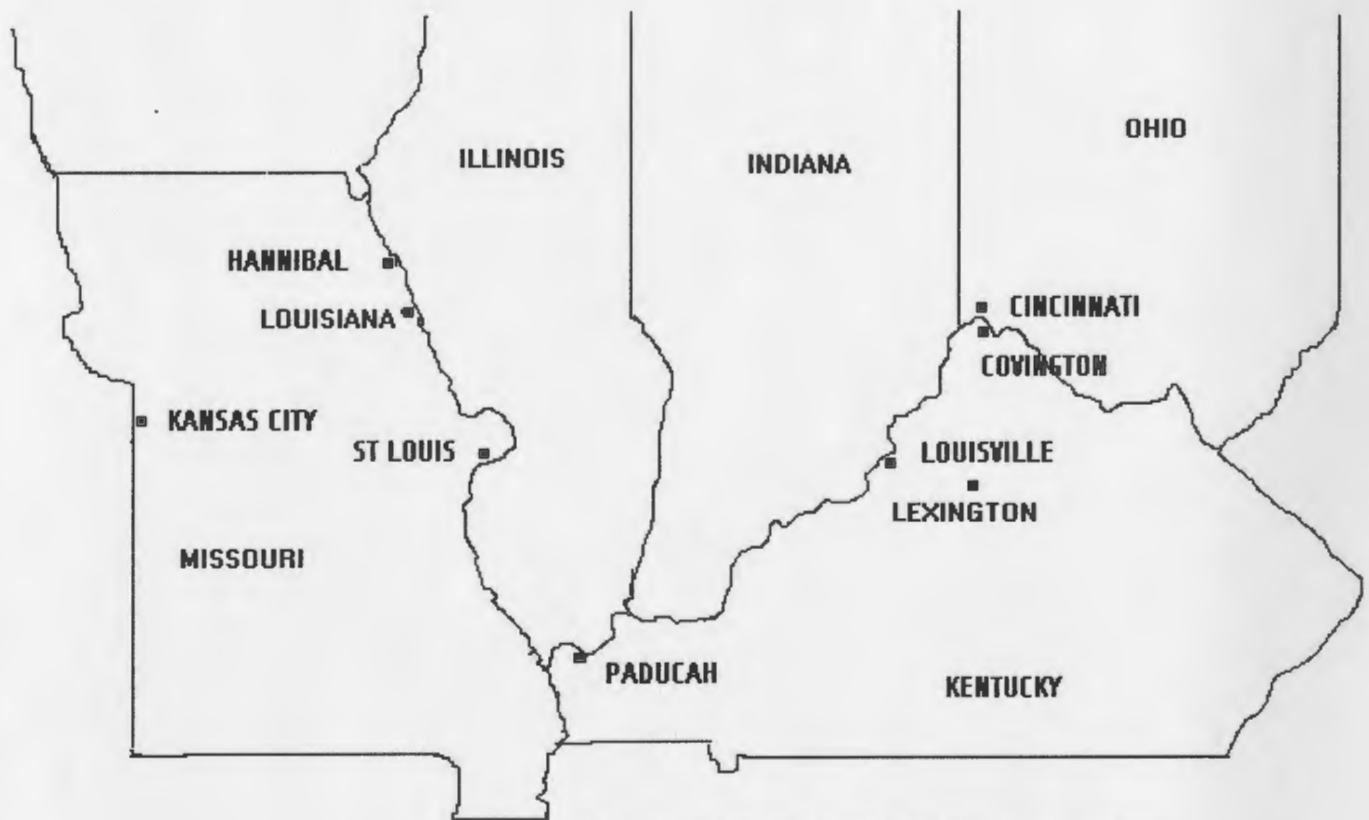 OHIO
ILLINOIS
INDIANA
HANNIBAL
LOUISIANA
CINCINNATI
COVINGTON
KANSAS CITY
ST LOUIS
LOUISVILLE
LEXINGTON
MISSOURI
PADUCAH
KENTUCKY